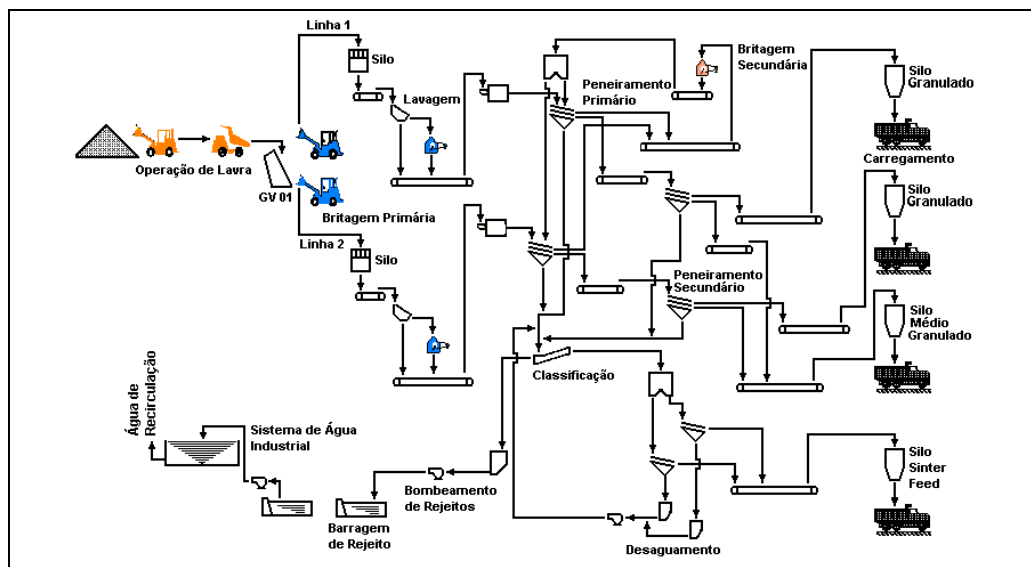 Linha 1
Silo
Lavagem
Peneiramento
Primário
Britagem
Secundária
Silo
Granulado
Carregamento
Operação de Lavra
GV 01
Britagem Primária
Linha 2
Silo
Silo
Granulado
Peneiramento
Secundário
Silo
Médio
Granulado
Classificação
Água de
Recirculação
Sistema de Água
Industrial
Bombeamento
de Rejeitos
Barragem
de Rejeito
Desaguamento
Silo
Sinter
Feed